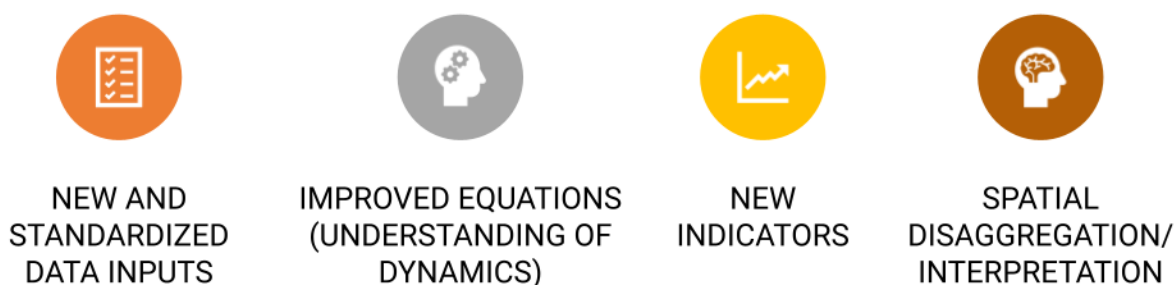 NEW AND
STANDARDIZED
DATA INPUTS
IMPROVED EQUATIONS
(UNDERSTANDING OF
DYNAMICS)
NEW
INDICATORS
SPATIAL
DISAGGREGATION/
INTERPRETATION